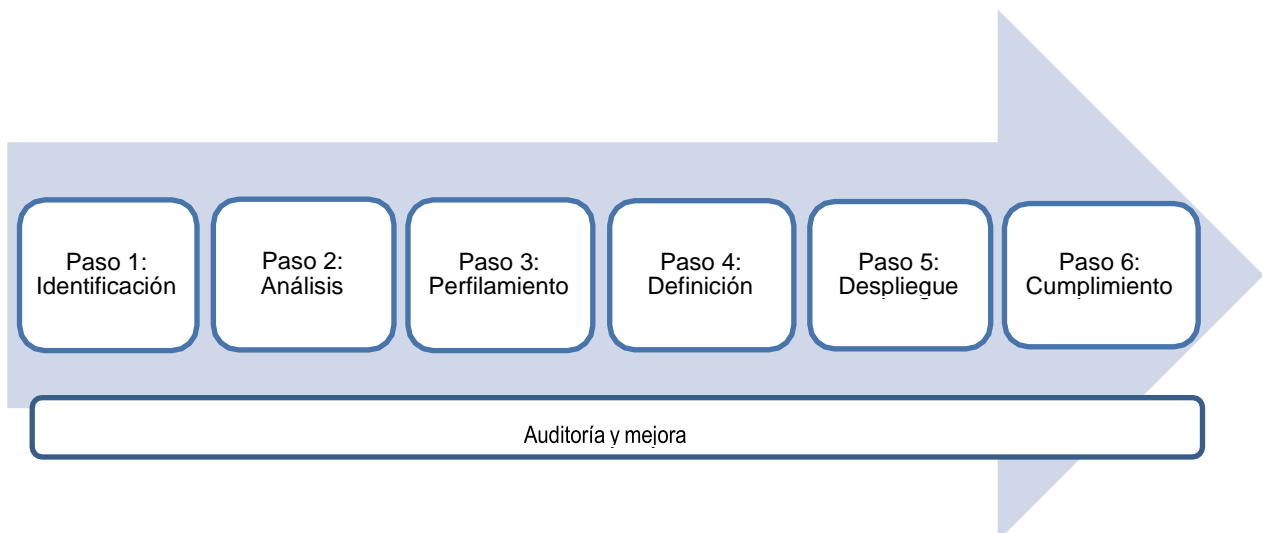 Paso 1:
Identificación
Paso 2:
Análisis
Paso 3:
Perfilamiento
Paso 4:
Definición
Paso 5:
Despliegue
Paso 6:
Cumplimiento
Auditoría y mejora